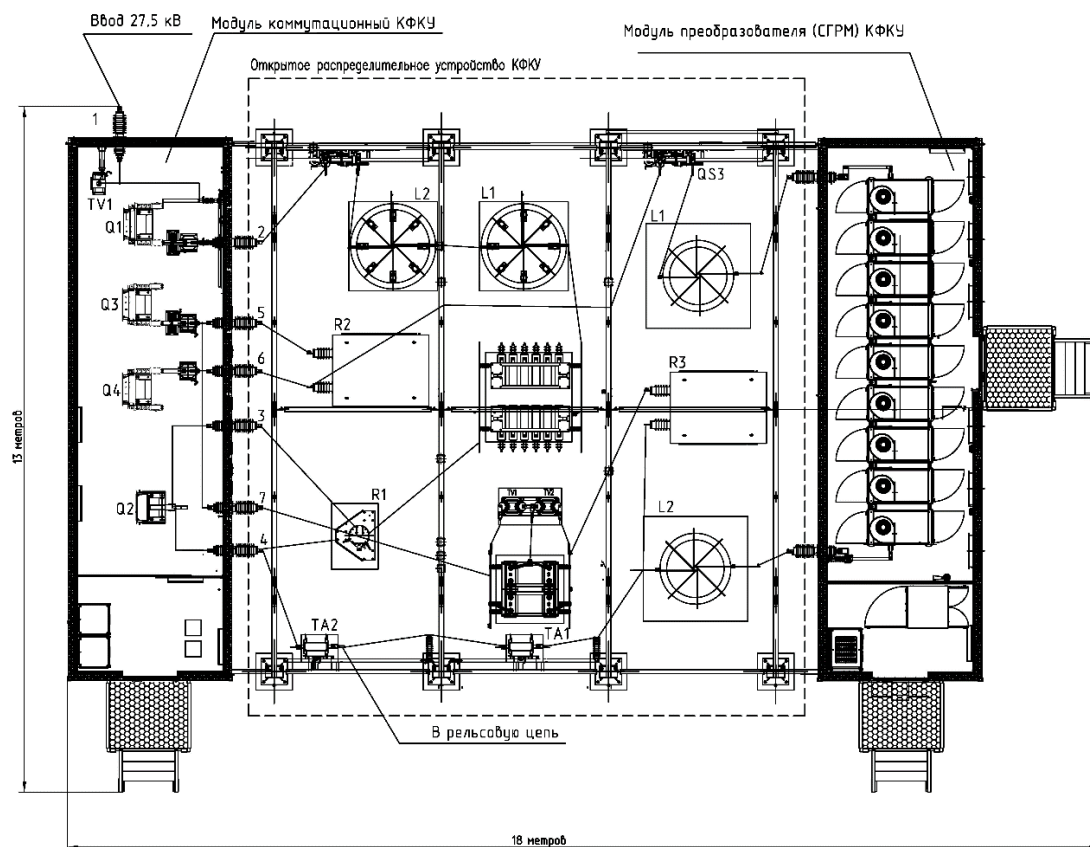 Ввод 27.5 кВ
Модуль коммутационный КФКУ
Модуль преобразователя (СГРМ) КФКУ
Открытое распределительное устройство КФКУ
1
TV1
Q1
2
L2
L1
QS3
L1
Q3
5
R2
Q4
6
R3
3
13 метров
Q2
7
R1
TV1
TV2
L2
4
TA2
TA1
В рельсовую цепь
18 метров